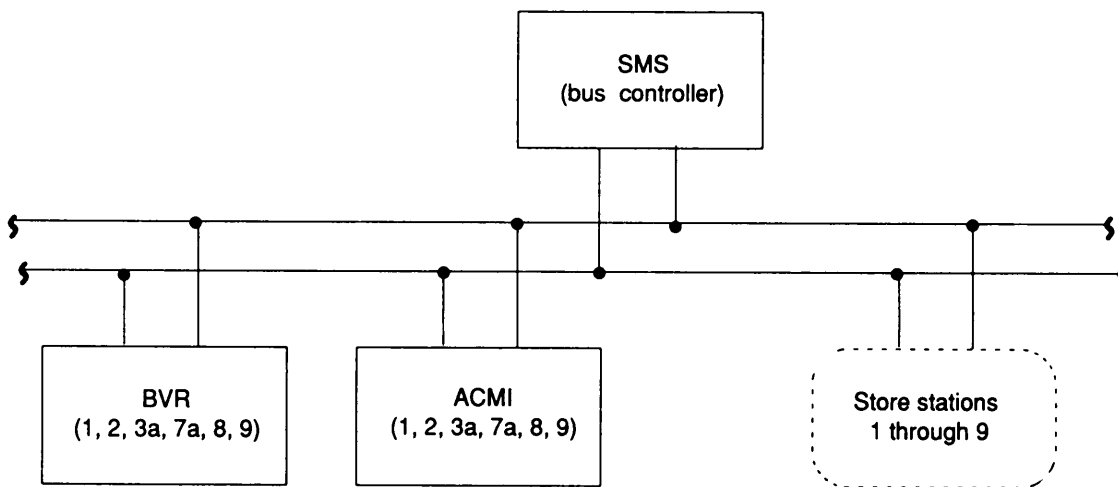 SMS
(bus controller)
BVR
(1, 2, 3a, 7a, 8, 9)
ACMI
(1, 2, 3a, 7a, 8, 9)
Store stations
1 through 9